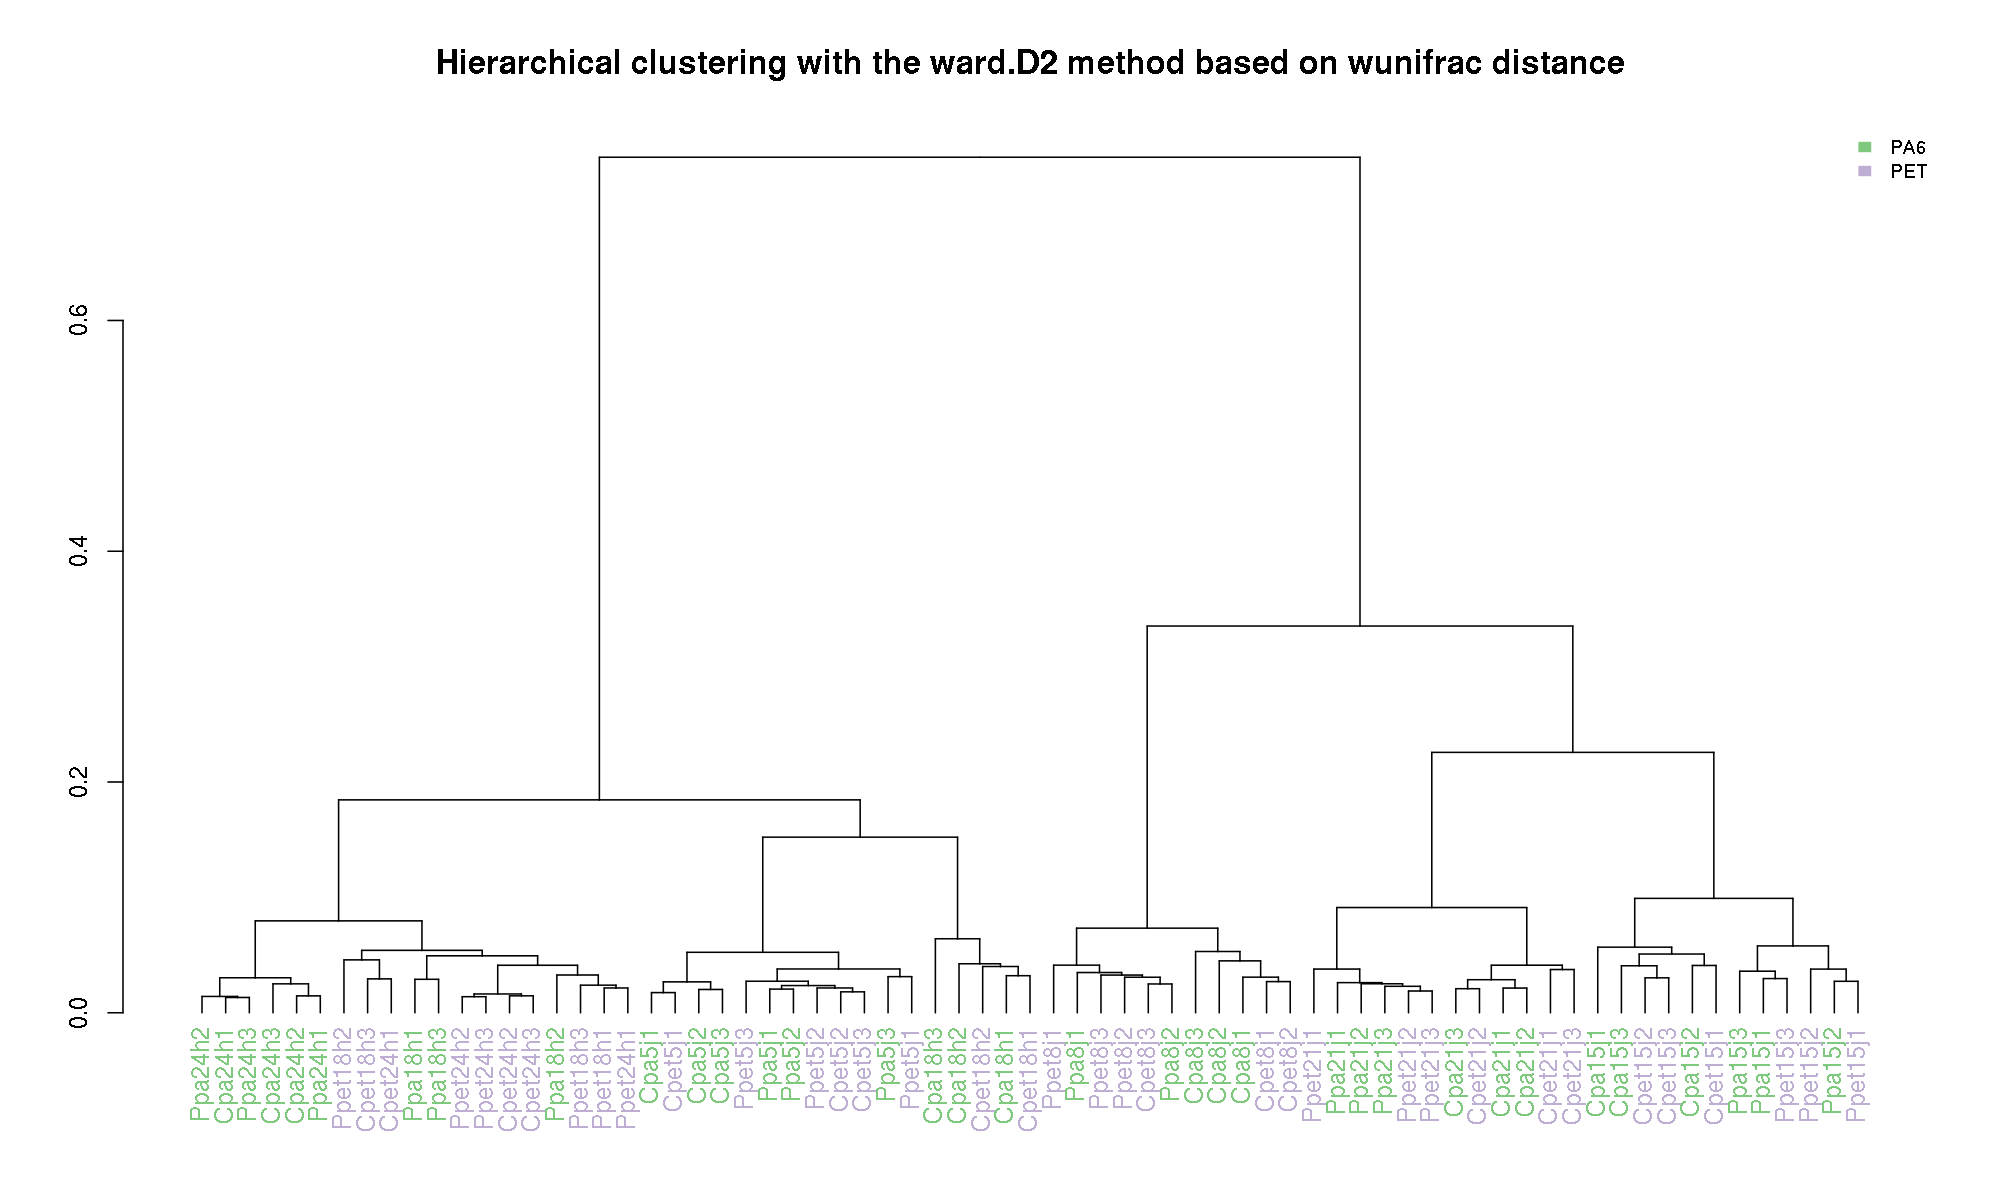 Hierarchical clustering with the ward.D2 method based on wunifrac distance
PA6
PET
0.6
0.4
0.2
0.0
Ppa24h2
Cpa24h1
Ppa24h3
Cpa24h3
Cpa24h2
Ppa24h1
Ppet18h2
Cpet18h3
Cpet24h1
Ppa18h1
Ppa18h3
Ppet24h2
Ppet24h3
Cpet24h2
Cpet24h3
Ppa18h2
Ppet18h3
Ppet18h1
Ppet24h1
Cpa5j1
Cpet5j1
Cpa5j2
Cpa5j3
Ppet5j3
Ppa5j1
Ppa5j2
Ppet5j2
Cpet5j2
Cpet5j3
Ppa5j3
Ppet5j1
Cpa18h3
Cpa18h2
Cpet18h2
Cpa18h1
Cpet18h1
Ppet8j1
Ppa8j1
Ppet8j3
Ppet8j2
Cpet8j3
Ppa8j2
Cpa8j3
Cpa8j2
Cpa8j1
Cpet8j1
Cpet8j2
Ppet21j1
Ppa21j1
Ppa21j2
Ppa21j3
Ppet21j2
Ppet21j3
Cpa21j3
Cpet21j2
Cpa21j1
Cpa21j2
Cpet21j1
Cpet21j3
Cpa15j1
Cpa15j3
Cpet15j2
Cpet15j3
Cpa15j2
Cpet15j1
Ppa15j3
Ppa15j1
Ppet15j3
Ppet15j2
Ppa15j2
Ppet15j1